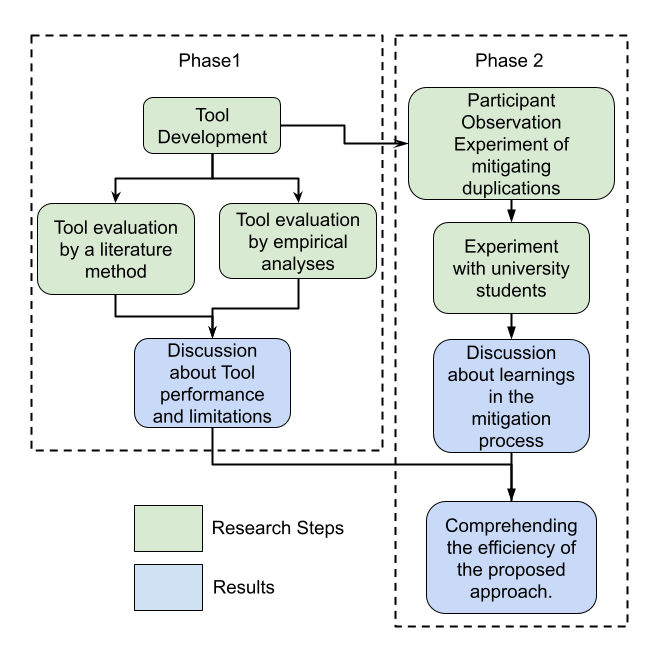 Phase1
Tool
Development
Tool evaluation
by a literature
method
Tool evaluation
by empirical
analyses
Discussion
about Tool
performance
and limitations
Phase 2
Participant
Observation
Experiment of
mitigating
duplications
Experiment
with university
students
Discussion
about learnings
in the
mitigation
process
Comprehending
the efficiency of
the proposed
approach.
Research Steps
Results